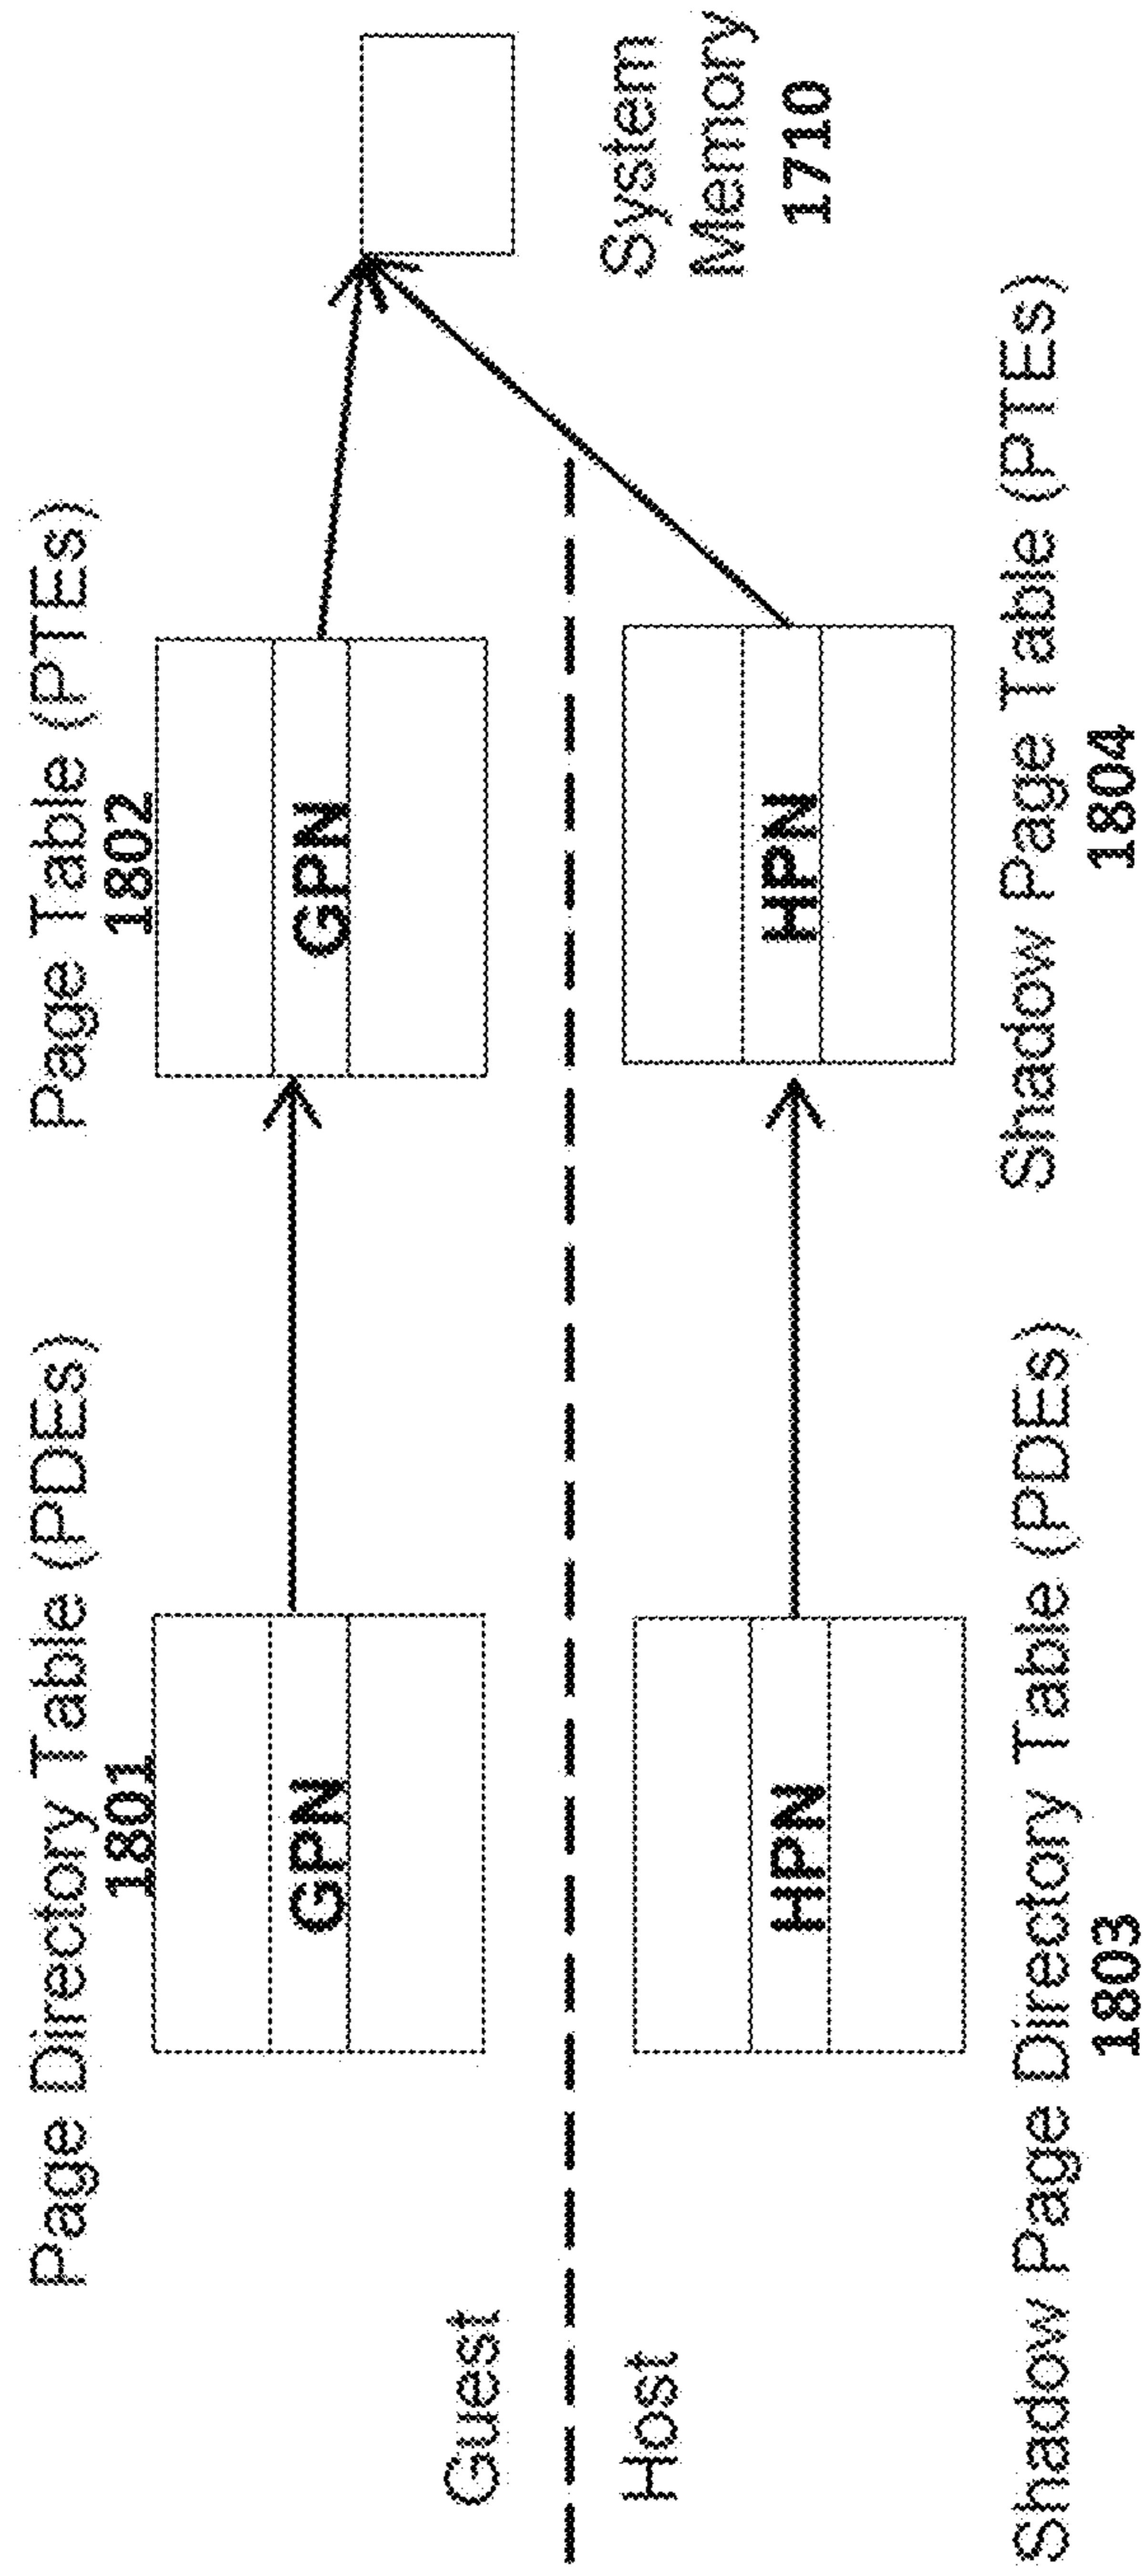 Page Directory Table (PDEs)
1801
Page Table (PTEs)
1802
GPN
GPN
Guest
System
Memory
1710
Host
HPN
HPN
Shadow Page Directory Table (PDEs)
1803
Shadow Page Table (PTEs)
1804